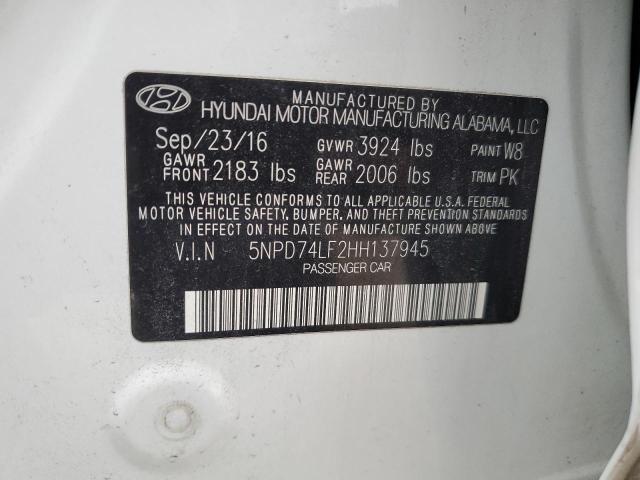 MANUFACTURED BY
HYUNDAI MOTOR MANUFACTURING ALABAMA, LLC
Sep/23/16 GVWR 3924 lbs PAINT W8
GAWR FRONT 2183 lbs GAWR REAR 2006 lbs TRIM PK
THIS VEHICLE CONFORMS TO ALL APPLICABLE U.S.A. FEDERAL
MOTOR VEHICLE SAFETY, BUMPER, AND THEFT PREVENTION STANDARDS
IN EFFECT ON THE DATE OF MANUFACTURE SHOWN ABOVE.
V.I.N 5NPD74LF2HH137945
PASSENGER CAR